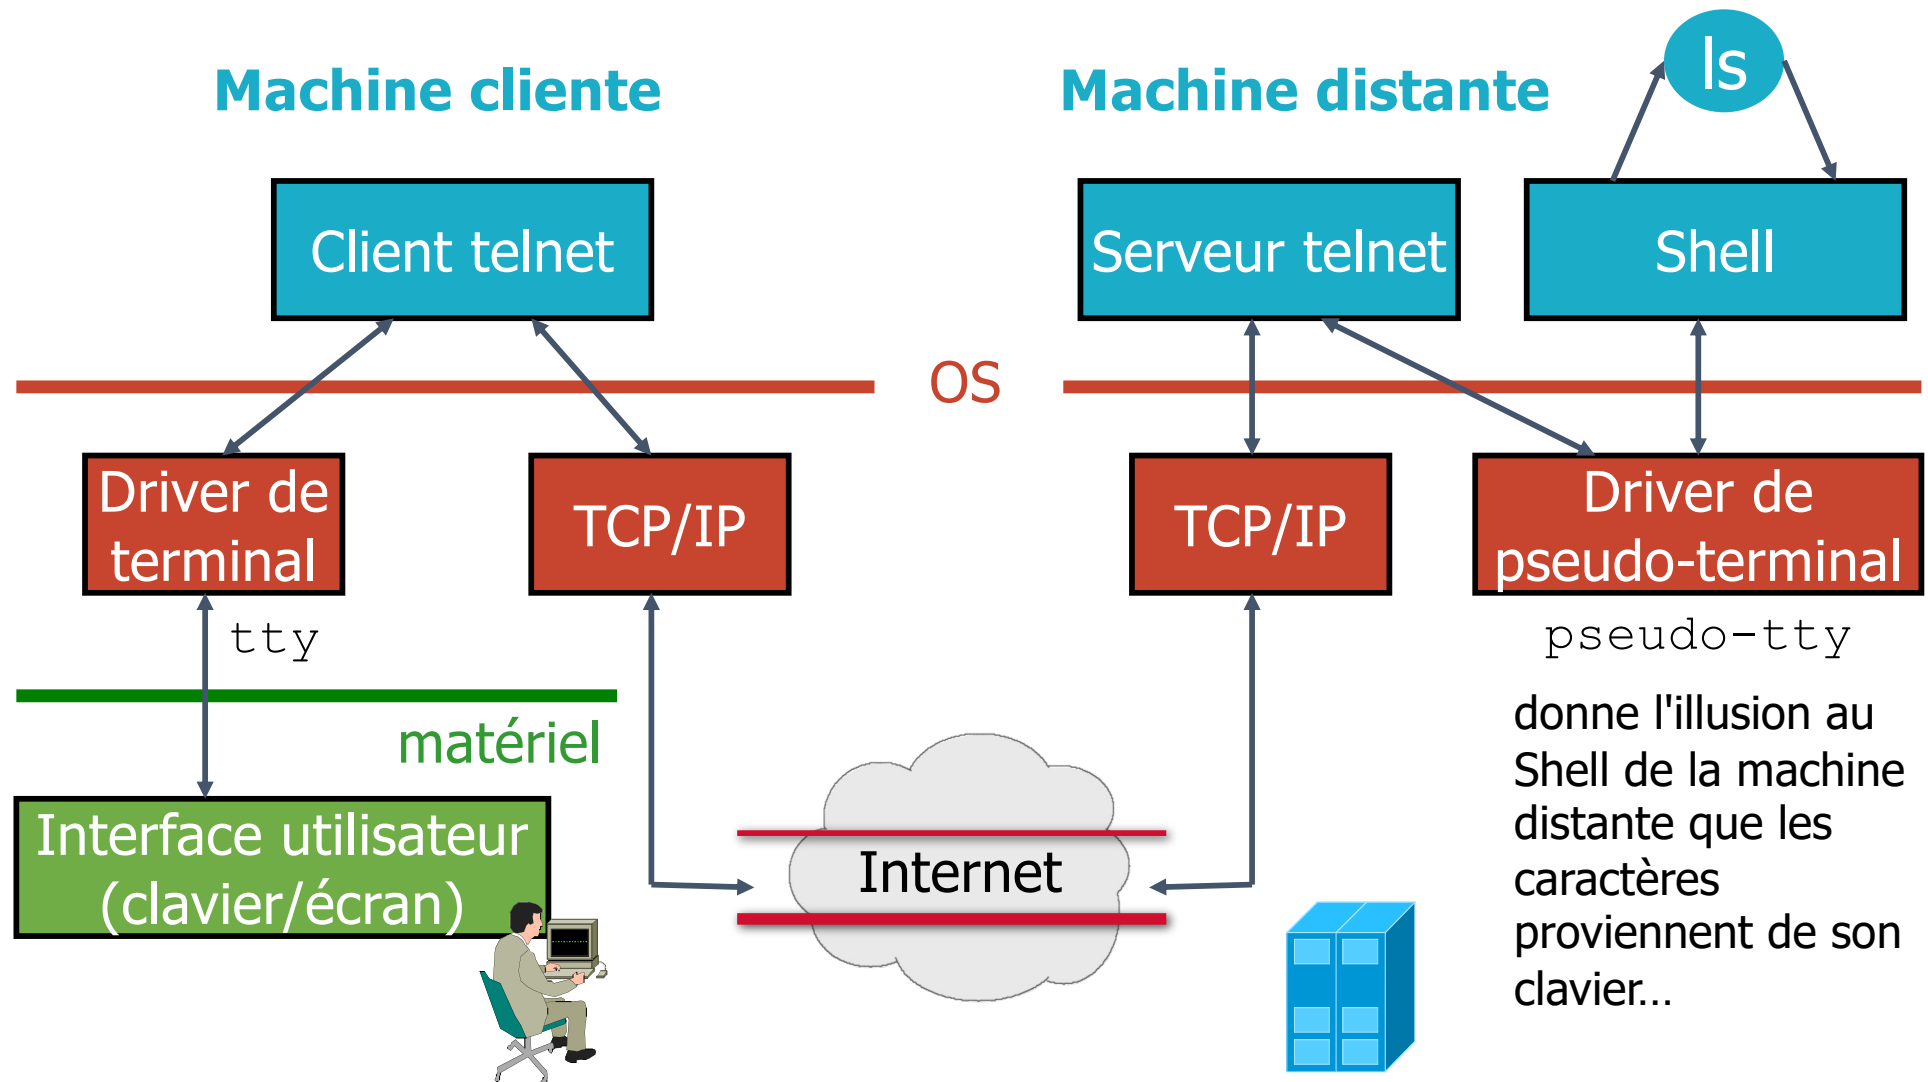 Machine cliente
Machine distante
ls
Client telnet
Serveur telnet
Shell
OS
Driver de
terminal
TCP/IP
TCP/IP
Driver de
pseudo-terminal
tty
pseudo-tty
matériel
donne l'illusion au
Shell de la machine
distante que les
caractères
proviennent de son
clavier…
Interface utilisateur
(clavier/écran)
Internet